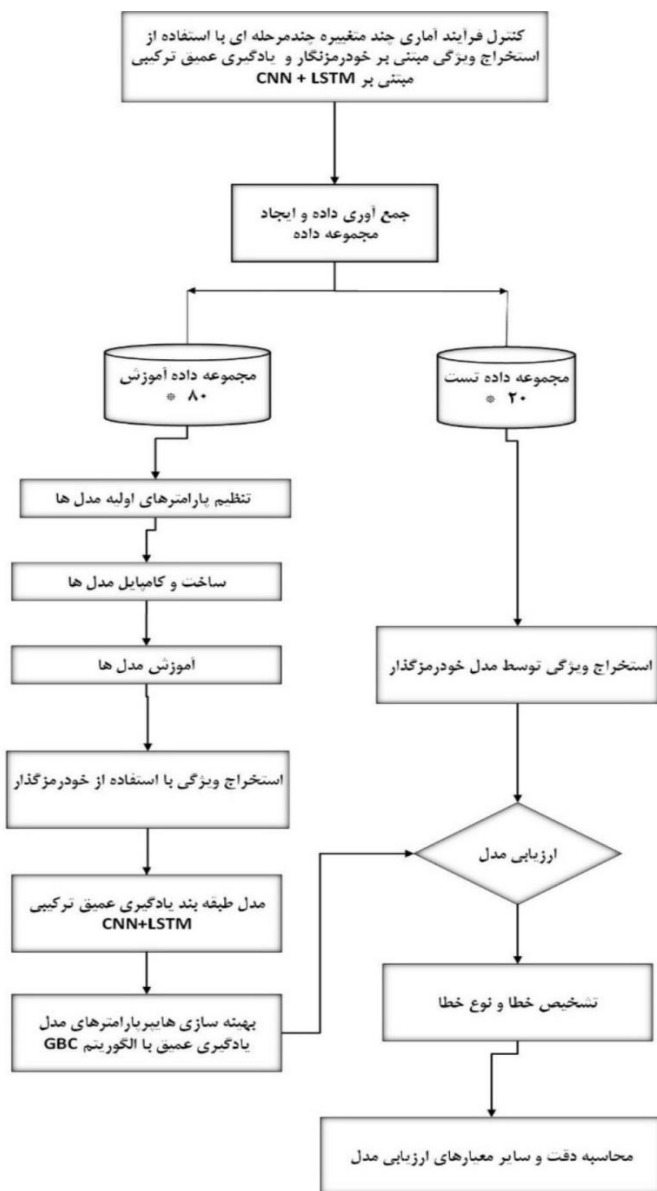 کنترل فرآیند آماری چند متغییره چندمرحله ای با استفاده از
استخراج ویژگی مبتنی بر خودرمزنگار و یادگیری عمیق ترکیبی
مبتنی بر CNN + LSTM
جمع آوری داده و ایجاد
مجموعه داده
مجموعه داده آموزش
۸۰ *
مجموعه داده تست
۲۰ *
تنظیم پارامترهای اولیه مدل ها
ساخت و کامپایل مدل ها
آموزش مدل ها
استخراج ویژگی با استفاده از خودرمزگذار
مدل طبقه بند یادگیری عمیق ترکیبی
CNN+LSTM
بهینه سازی هایپرپارامترهای مدل
یادگیری عمیق با الگوریتم GBC
استخراج ویژگی توسط مدل خودرمزگذار
ارزیابی مدل
تشخیص خطا و نوع خطا
محاسبه دقت و سایر معیارهای ارزیابی مدل